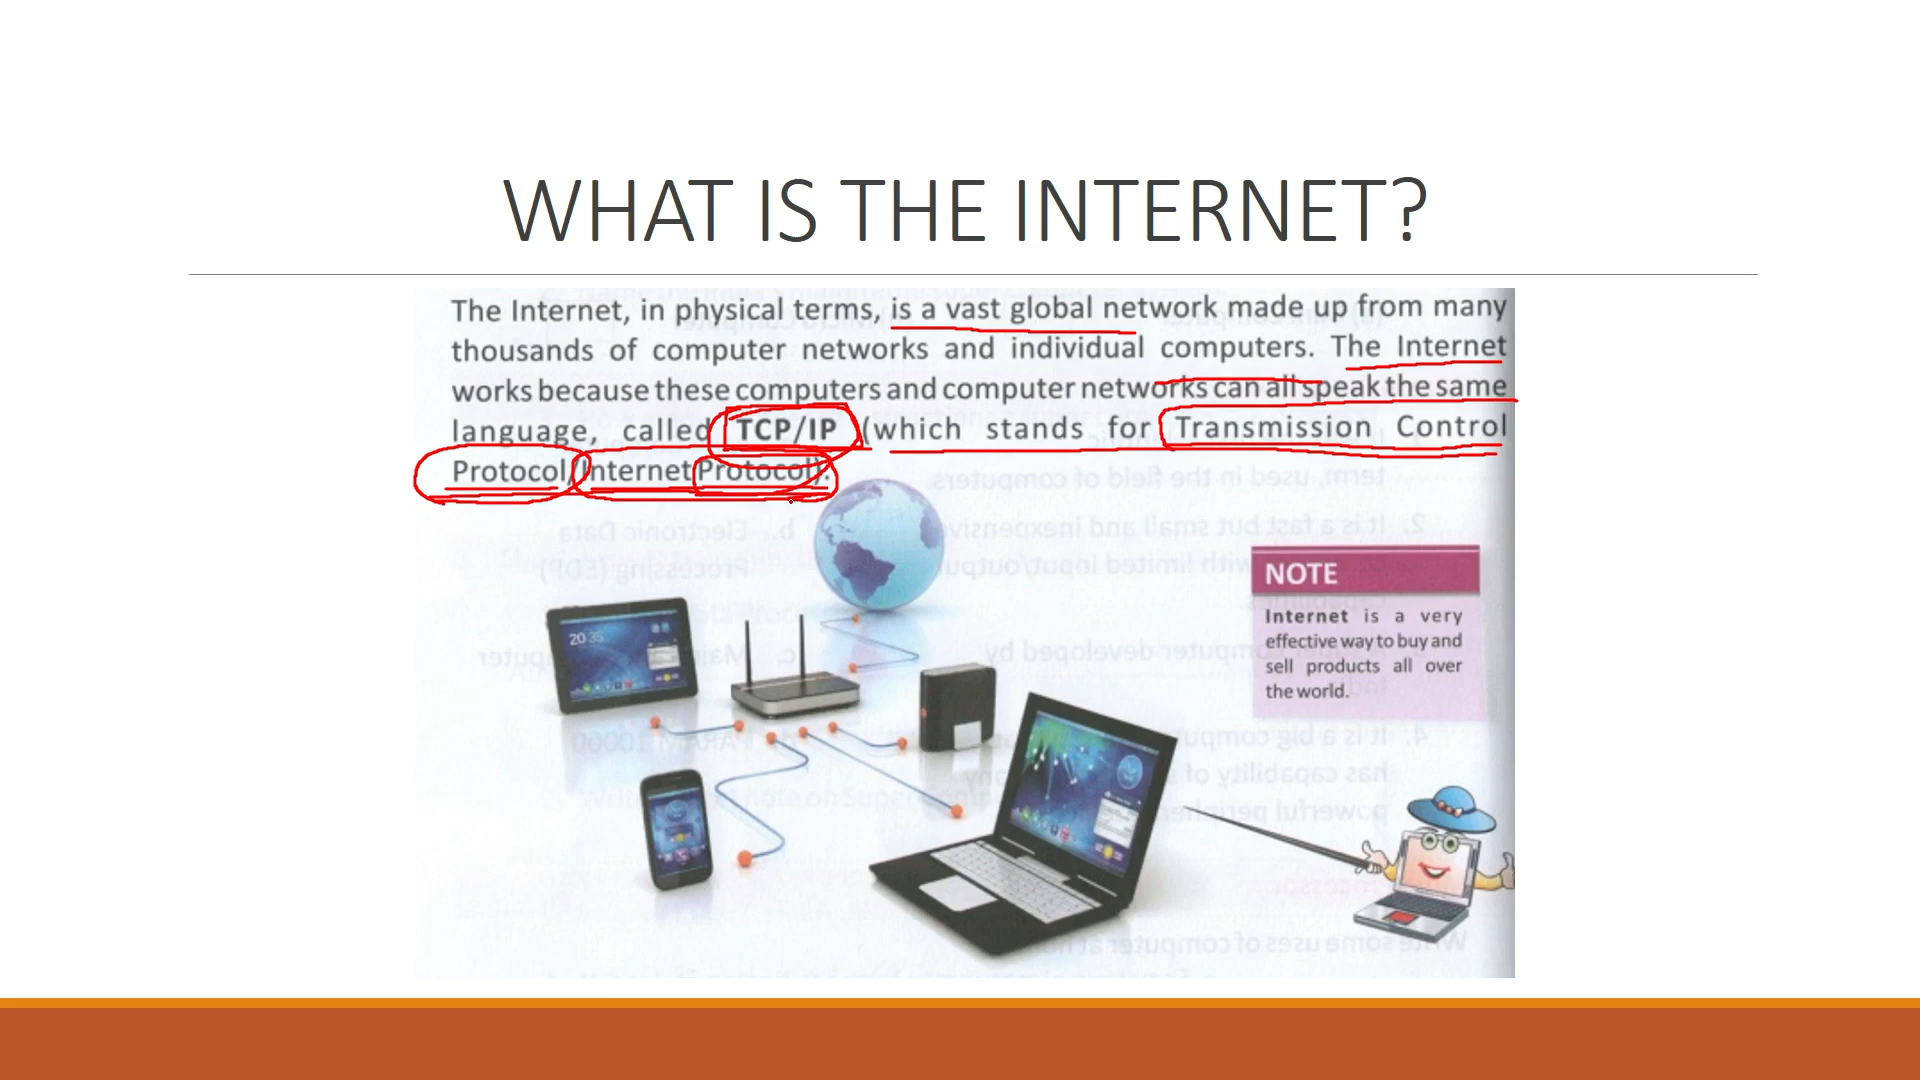 WHAT IS THE INTERNET?
The Internet, in physical terms, is a vast global network made up from many
thousands of computer networks and individual computers. The Internet
works because these computers and computer networks can all speak the same
language, called TCP/IP (which stands for Transmission Control
Protocol/Internet Protocol).
NOTE
Internet is a very
effective way to buy and
sell products all over
the world.
20 35